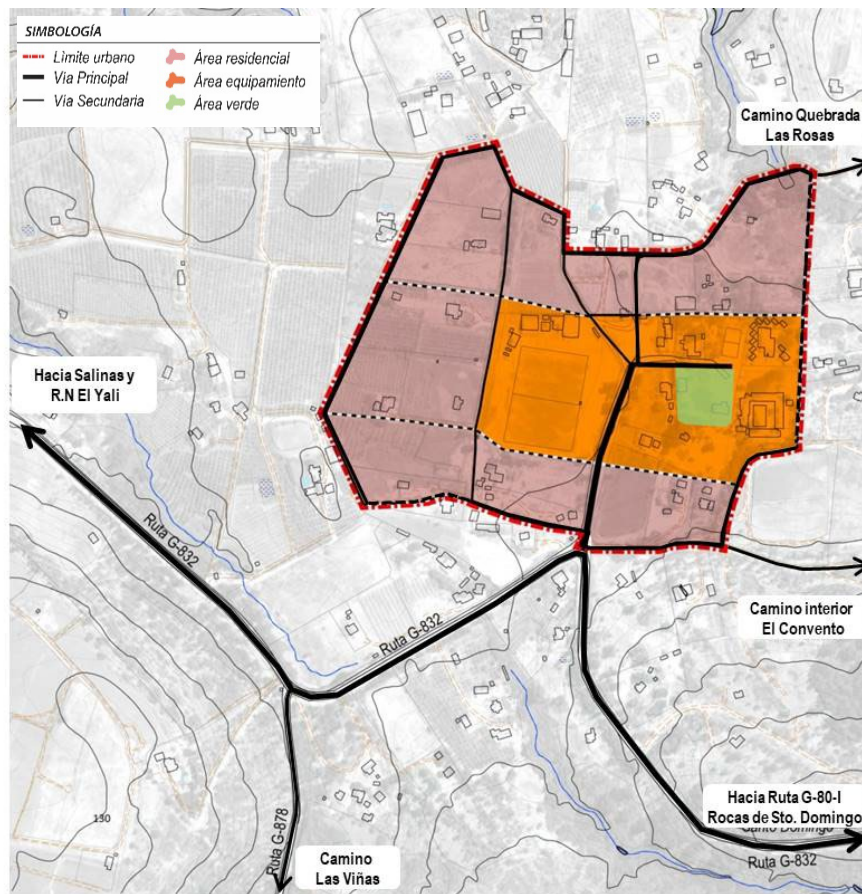 SIMBOLOGÍA
Límite urbano
Vía Principal
Vía Secundaria
Área residencial
Área equipamiento
Área verde
Camino Quebrada
Las Rosas
Hacia Salinas y
R.N El Yali
Ruta G-832
Ruta G-832
Camino interior
El Convento
Hacia Ruta G-80-I
Rocas de Sto. Domingo
Santo Domingo
Ruta G-832
130
Ruta G-878
Camino
Las Viñas